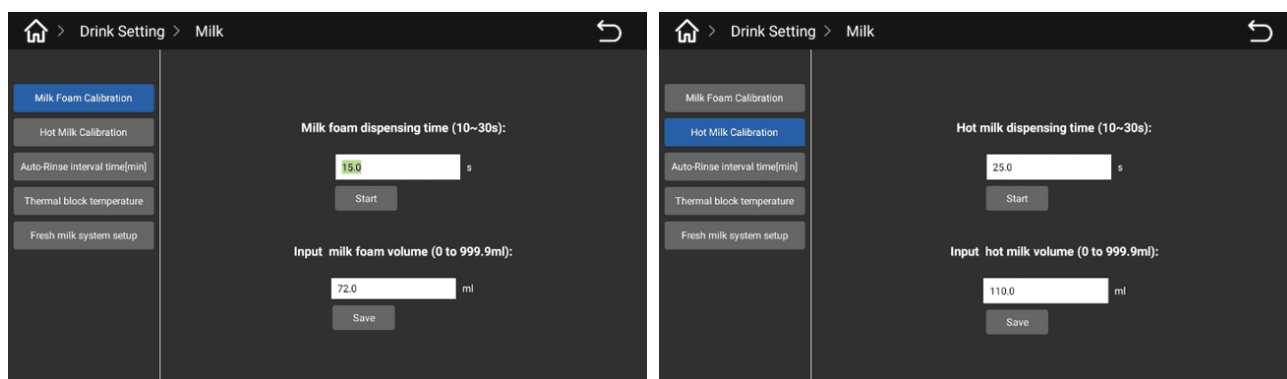 > Drink Setting > Milk
Milk Foam Calibration
Hot Milk Calibration
Auto-Rinse interval time[min]
Thermal block temperature
Fresh milk system setup
Milk foam dispensing time (10~30s):
15.0 s
Start
Input milk foam volume (0 to 999.9ml):
72.0 ml
Save
> Drink Setting > Milk
Milk Foam Calibration
Hot Milk Calibration
Auto-Rinse interval time[min]
Thermal block temperature
Fresh milk system setup
Hot milk dispensing time (10~30s):
25.0 s
Start
Input hot milk volume (0 to 999.9ml):
110.0 ml
Save